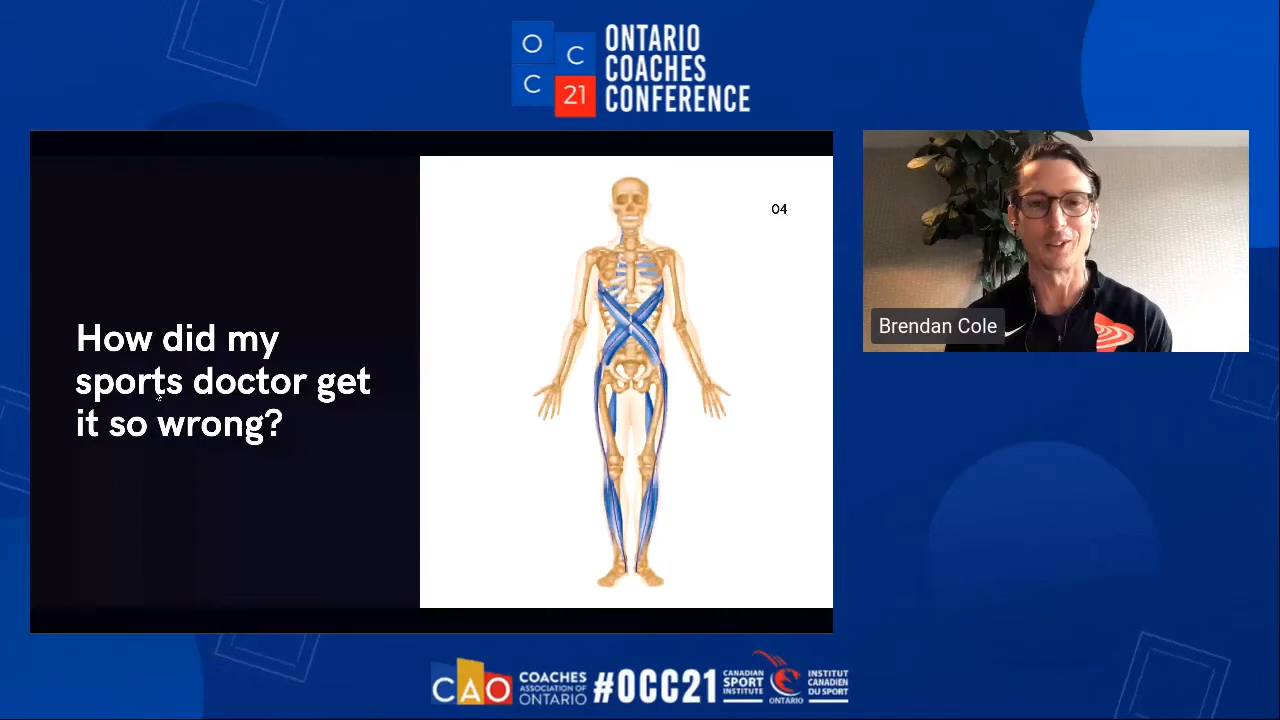 O
C
C
21
ONTARIO
COACHES
CONFERENCE
04
How did my
sports doctor get
it so wrong?
Brendan Cole
CAO
COACHES
ASSOCIATION OF
ONTARIO
#OCC21
CANADIAN
SPORT
INSTITUTE
ONTARIO
INSTITUT
CANADIEN
DU SPORT